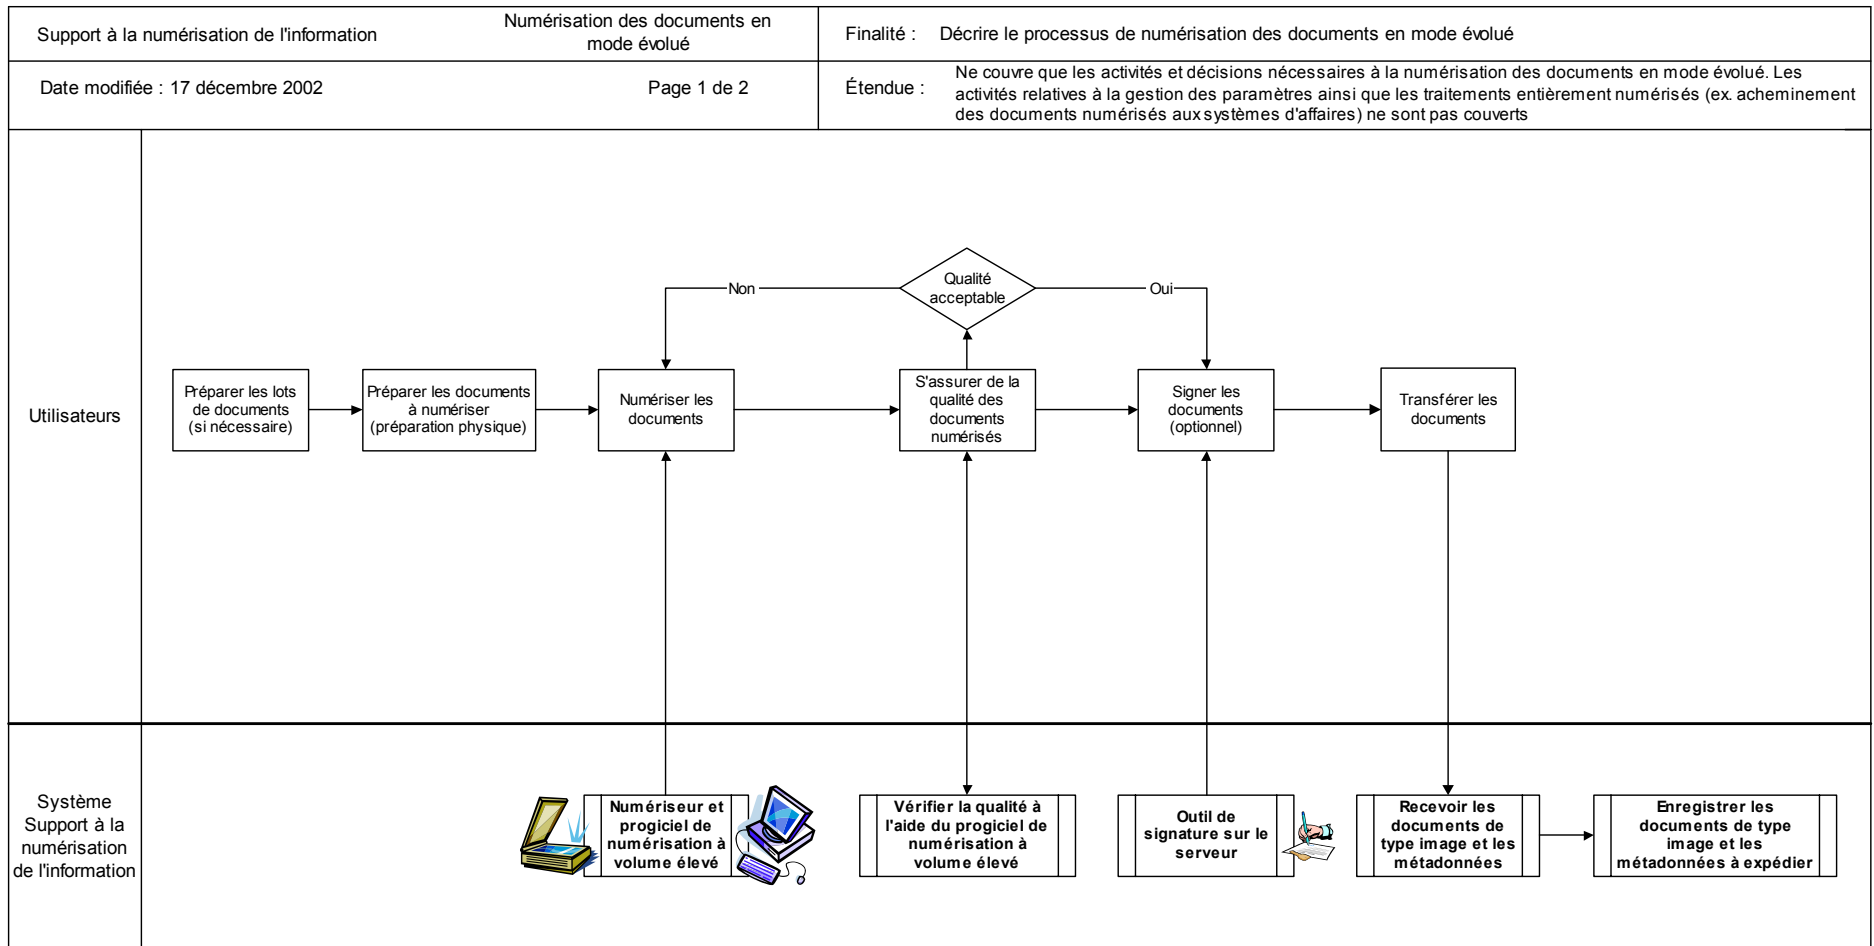 Support à la numérisation de l'information
Numérisation des documents en
mode évolué
Finalité : Décrire le processus de numérisation des documents en mode évolué
Date modifiée : 17 décembre 2002
Page 1 de 2
Étendue :
Ne couvre que les activités et décisions nécessaires à la numérisation des documents en mode évolué. Les
activités relatives à la gestion des paramètres ainsi que les traitements entièrement numérisés (ex. acheminement
des documents numérisés aux systèmes d'affaires) ne sont pas couverts
Utilisateurs
Qualité
acceptable
Non
Oui
Préparer les lots
de documents
(si nécessaire)
Préparer les documents
à numériser
(préparation physique)
Numériser les
documents
S'assurer de la
qualité des
documents
numérisés
Signer les
documents
(optionnel)
Transférer les
documents
Système
Support à la
numérisation
de l'information
Numériseur et
progiciel de
numérisation à
volume élevé
Vérifier la qualité à
l'aide du progiciel de
numérisation à
volume élevé
Outil de
signature sur le
serveur
Recevoir les
documents de
type image et les
métadonnées
Enregistrer les
documents de type
image et les
métadonnées à expédier